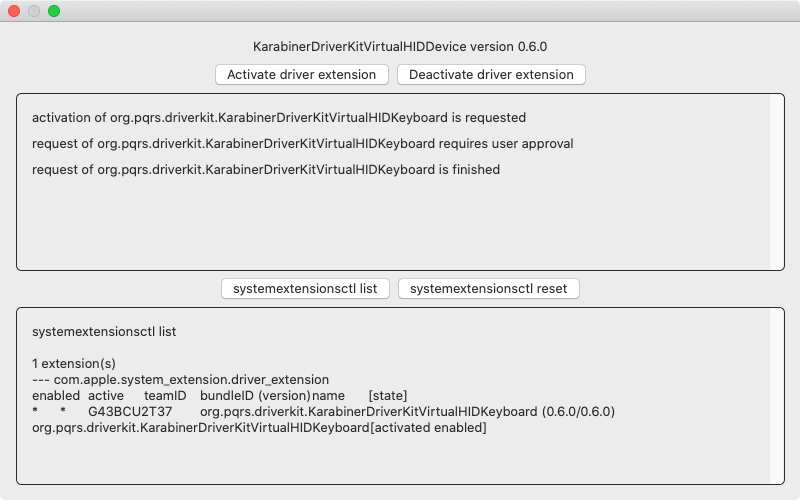 KarabinerDriverKitVirtualHIDDevice version 0.6.0
Activate driver extension Deactivate driver extension
activation of org.pqrs.driverkit.KarabinerDriverKitVirtualHIDKeyboard is requested
request of org.pqrs.driverkit.KarabinerDriverKitVirtualHIDKeyboard requires user approval
request of org.pqrs.driverkit.KarabinerDriverKitVirtualHIDKeyboard is finished
systemextensionsctl list systemextensionsctl reset
systemextensionsctl list
1 extension(s)
--- com.apple.system_extension.driver_extension
enabled active teamID bundleID (version) name [state]
* * G43BCU2T37 org.pqrs.driverkit.KarabinerDriverKitVirtualHIDKeyboard (0.6.0/0.6.0)
org.pqrs.driverkit.KarabinerDriverKitVirtualHIDKeyboard[activated enabled]